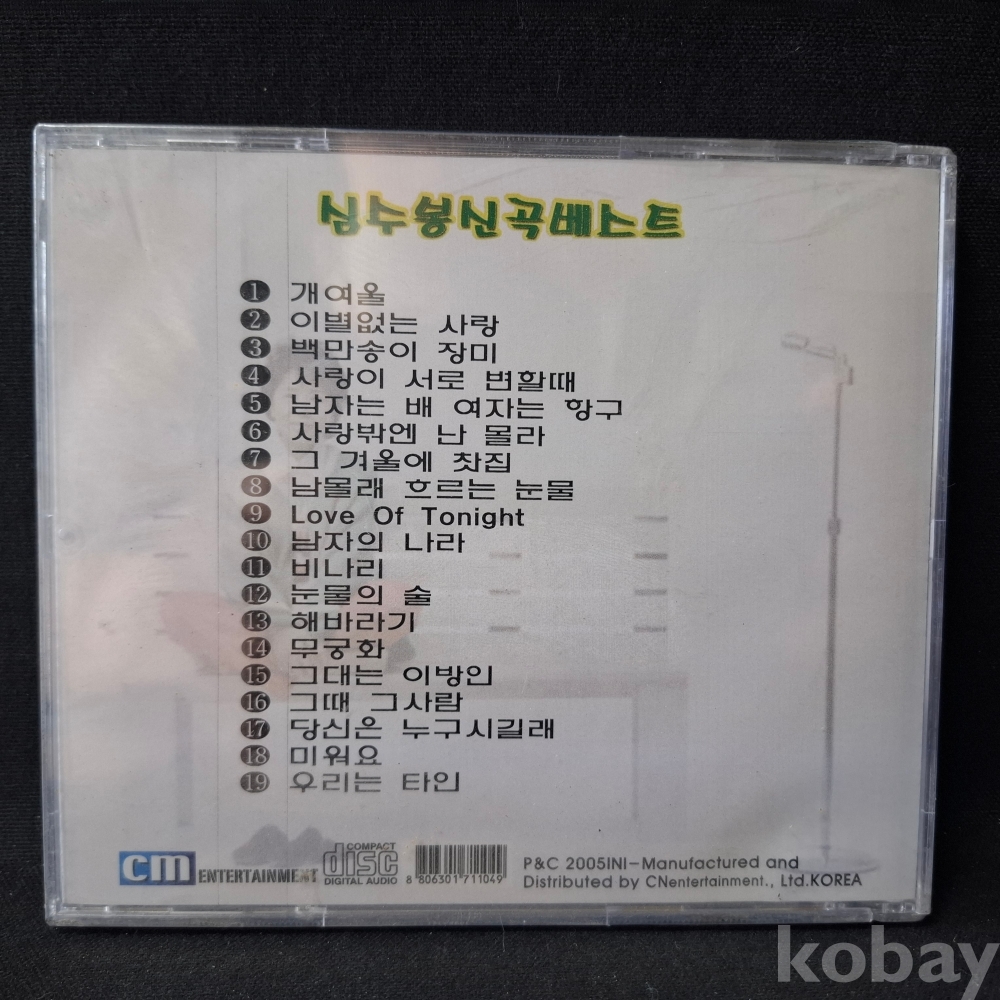 심수봉신곡베스트
1 개여울
2 이별없는 사랑
3 백만송이 장미
4 사랑이 서로 변할때
5 남자는 배 여자는 항구
6 사랑밖엔 난 몰라
7 그 겨울에 찻집
8 남몰래 흐르는 눈물
9 Love Of Tonight
10 남자의 나라
11 비나리
12 눈물의 술
13 해바라기
14 무궁화
15 그대는 이방인
16 그때 그사람
17 당신은 누구시길래
18 미워요
19 우리는 타인
cm ENTERTAINMENT
COMPACT
disc
DIGITAL AUDIO
8 806301 711049
P&C 2005INI-Manufactured and
Distributed by CNentertainment., Ltd.KOREA
kobay